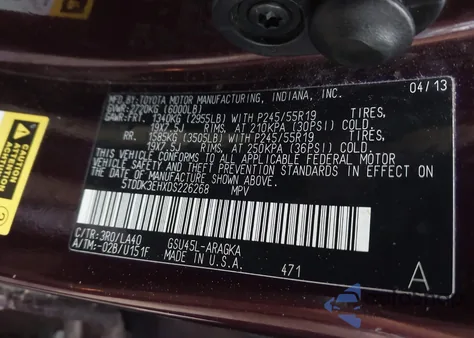 MFD. BY: TOYOTA MOTOR MANUFACTURING, INDIANA, INC. 04/13
GVWR: 2720KG (6000LB)
GAWR: FRT. 1340KG (2955LB) WITH P245/55R19 TIRES,
19X7.5J RIMS, AT 210KPA (30PSI) COLD.
RR. 1585KG (3505LB) WITH P245/55R19 TIRES,
19X7.5J RIMS, AT 250KPA (36PSI) COLD.
THIS VEHICLE CONFORMS TO ALL APPLICABLE FEDERAL MOTOR
VEHICLE SAFETY AND THEFT PREVENTION STANDARDS IN EFFECT ON
THE DATE OF MANUFACTURE SHOWN ABOVE.
5TDDK3EHXDS226268 MPV
C/TR: 3R0/LA40 GSU45L-ARAGKA
A/TM: -02B/U151F MADE IN U.S.A. 471 A
ATTENTION